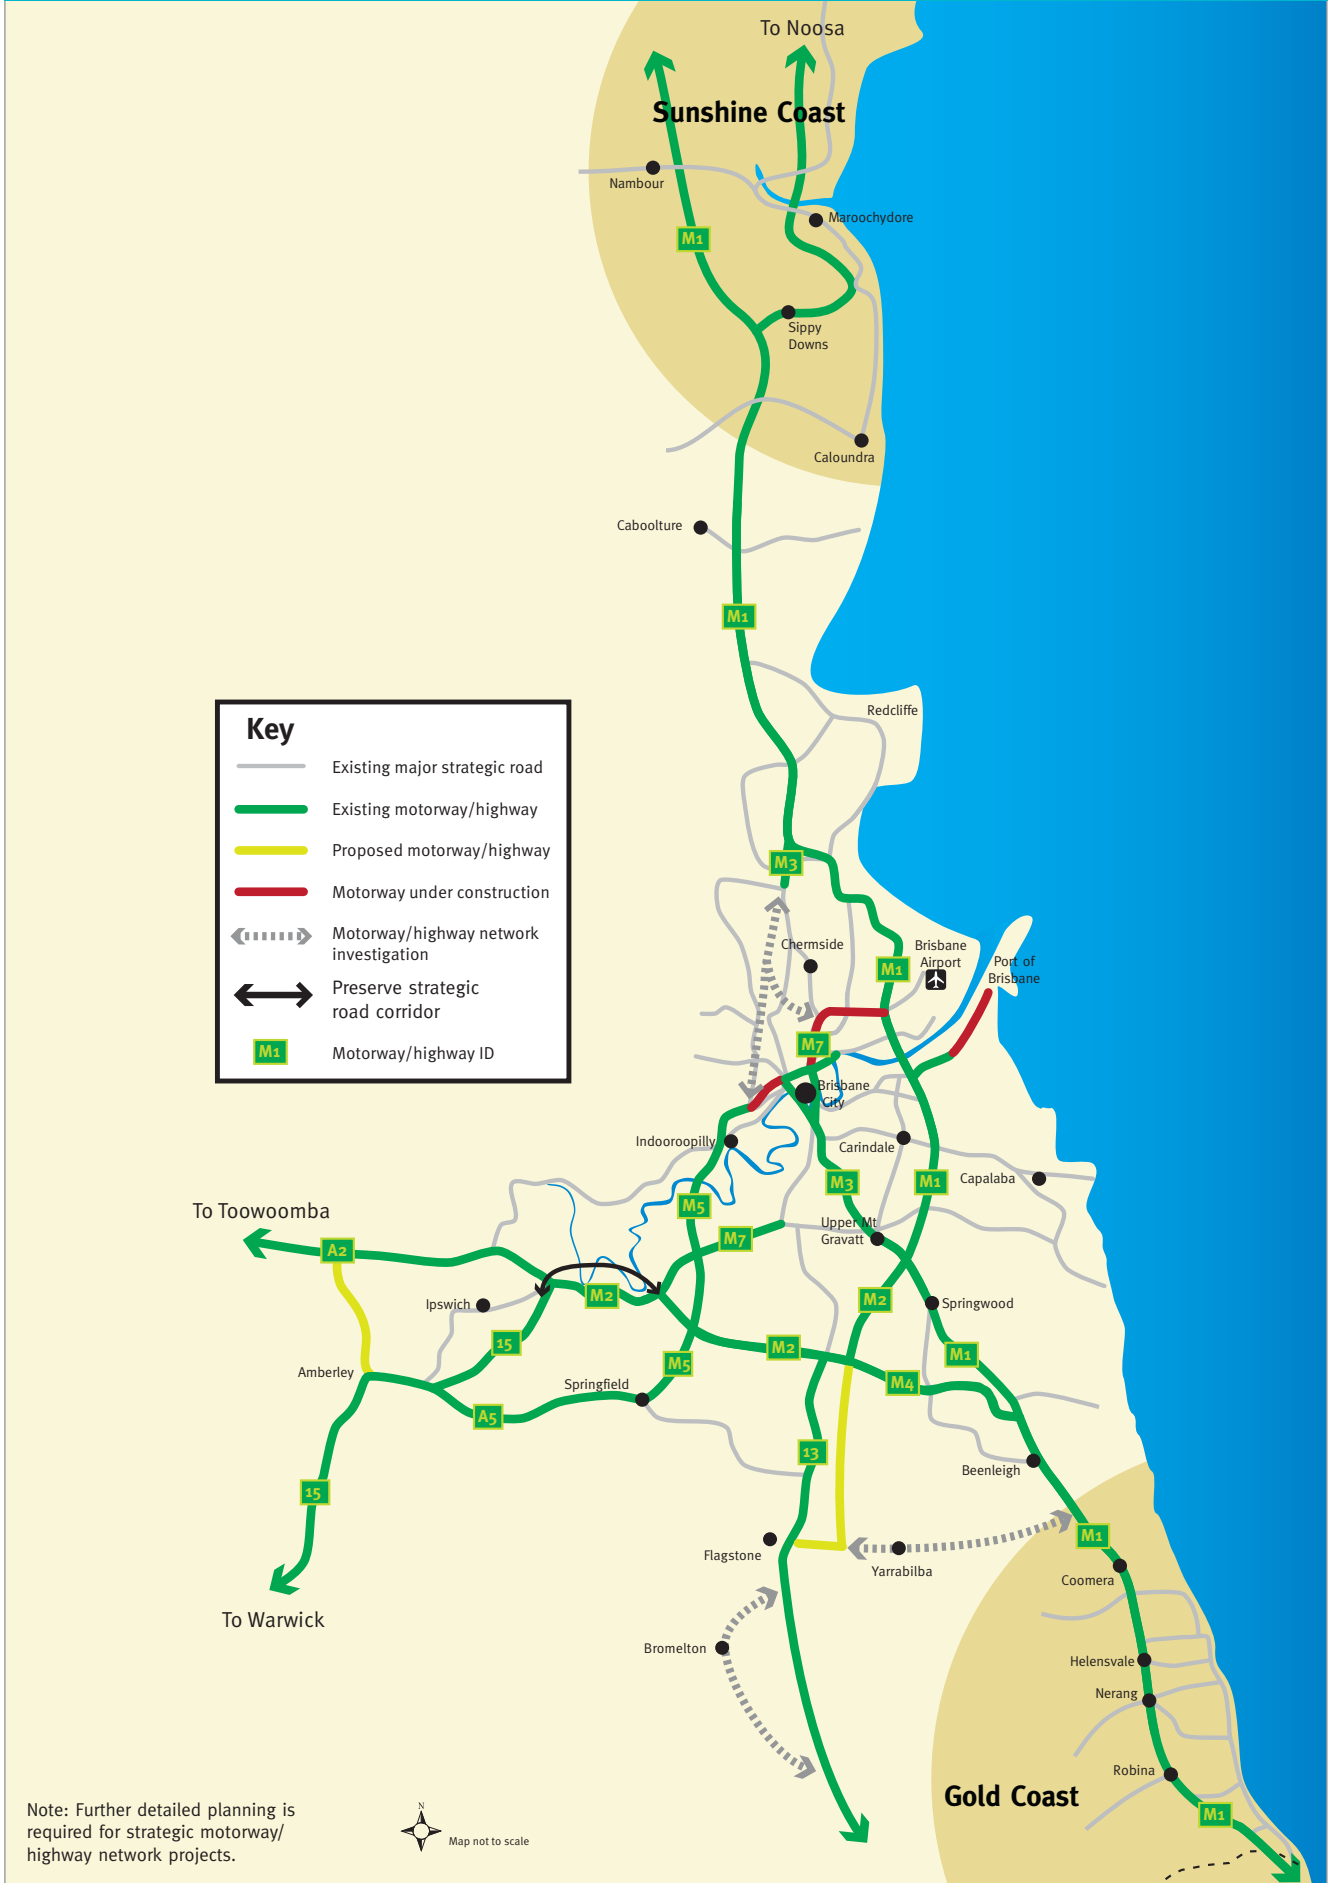 To Noosa
Sunshine Coast
Nambour
Maroochydore
M1
Sippy
Downs
Caloundra
Caboolture
M1
Redcliffe
Key
Existing major strategic road
Existing motorway/highway
Proposed motorway/highway
Motorway under construction
Motorway/highway network
investigation
Preserve strategic
road corridor
M1
Motorway/highway ID
M3
Chermside
Brisbane
Airport
M1
Port of
Brisbane
M7
Brisbane
City
Indooroopilly
Carindale
Capalaba
M3
M1
M5
To Toowoomba
Upper Mt
Gravatt
A2
M7
M2
M2
Ipswich
Springwood
15
M2
M1
Amberley
M5
Springfield
M4
A5
13
Beenleigh
15
M1
Flagstone
Yarrabilba
Coomera
To Warwick
Bromelton
Helensvale
Nerang
Robina
Gold Coast
M1
Note: Further detailed planning is
required for strategic motorway/
highway network projects.
N
Map not to scale